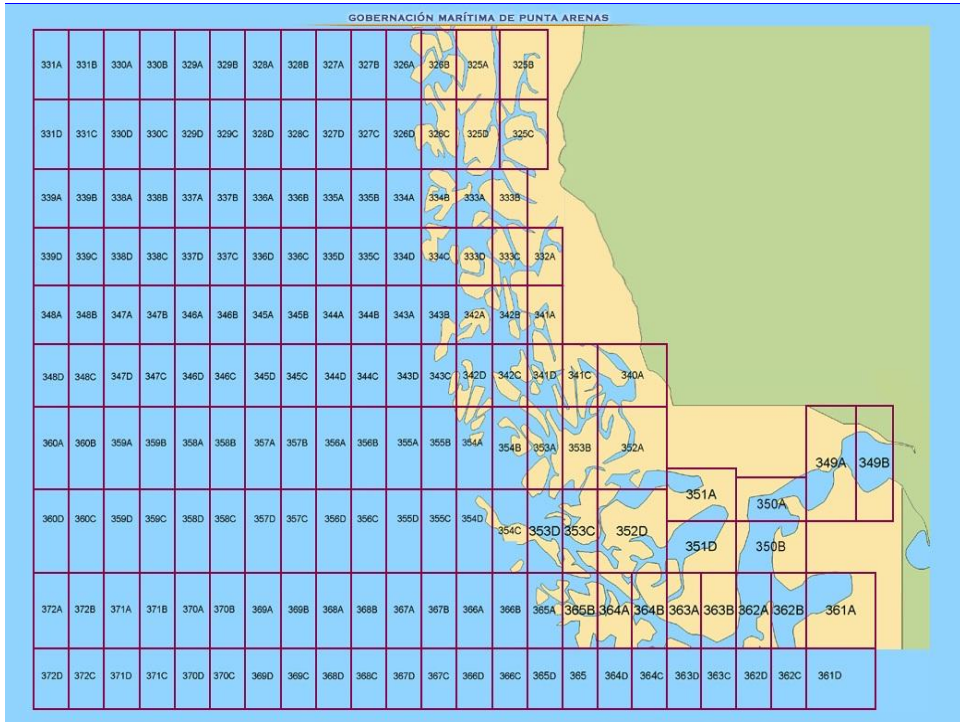 GOBERNACIÓN MARÍTIMA DE PUNTA ARENAS
331A 331B 330A 330B 329A 329B 328A 328B 327A 327B 326A 326B 325A 325B
331D 331C 330D 330C 329D 329C 328D 328C 327D 327C 326D 326C 325D 325C
339A 339B 338A 338B 337A 337B 336A 336B 335A 335B 334A 334B 333A 333B
339D 339C 338D 338C 337D 337C 336D 336C 335D 335C 334D 334C 333D 333C 332A
348A 348B 347A 347B 346A 346B 345A 345B 344A 344B 343A 343B 342A 342B 341A
348D 348C 347D 347C 346D 346C 345D 345C 344D 344C 343D 343C 342D 342C 341D 341C 340A
360A 360B 359A 359B 358A 358B 357A 357B 356A 356B 355A 355B 354A 354B 353A 353B 352A 349A 349B
351A 350A
360D 360C 359D 359C 358D 358C 357D 357C 356D 356C 355D 355C 354D 354C 353D 353C 352D 351D 350B
372A 372B 371A 371B 370A 370B 369A 369B 368A 368B 367A 367B 366A 366B 365A 365B 364A 364B 363A 363B 362A 362B 361A
372D 372C 371D 371C 370D 370C 369D 369C 368D 368C 367D 367C 366D 366C 365D 365 364D 364C 363D 363C 362D 362C 361D